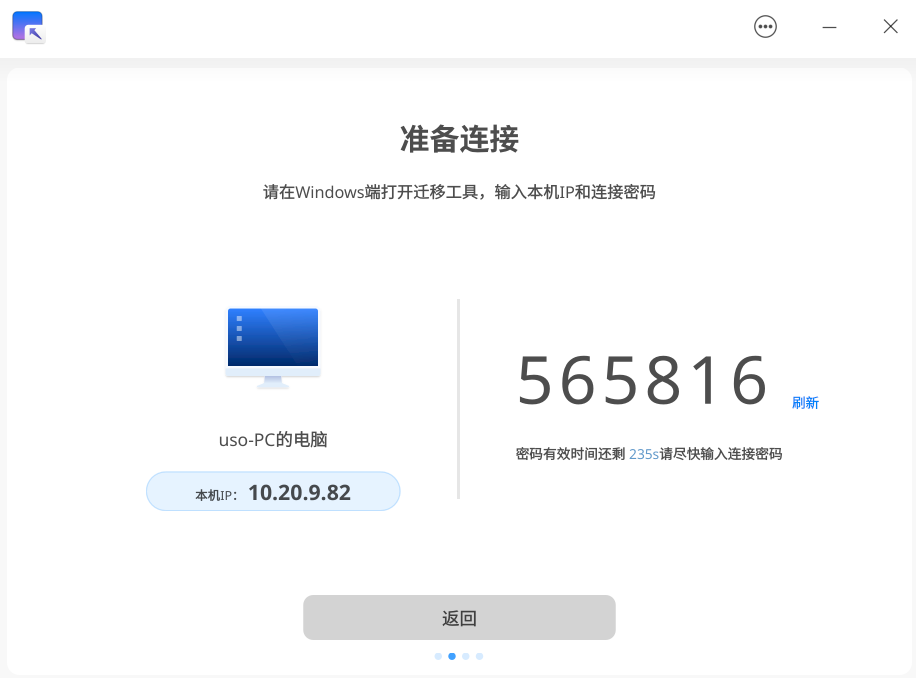 准备连接
请在Windows端打开迁移工具，输入本机IP和连接密码
565816
刷新
uso-PC的电脑
密码有效时间还剩 235s请尽快输入连接密码
本机IP： 10.20.9.82
返回